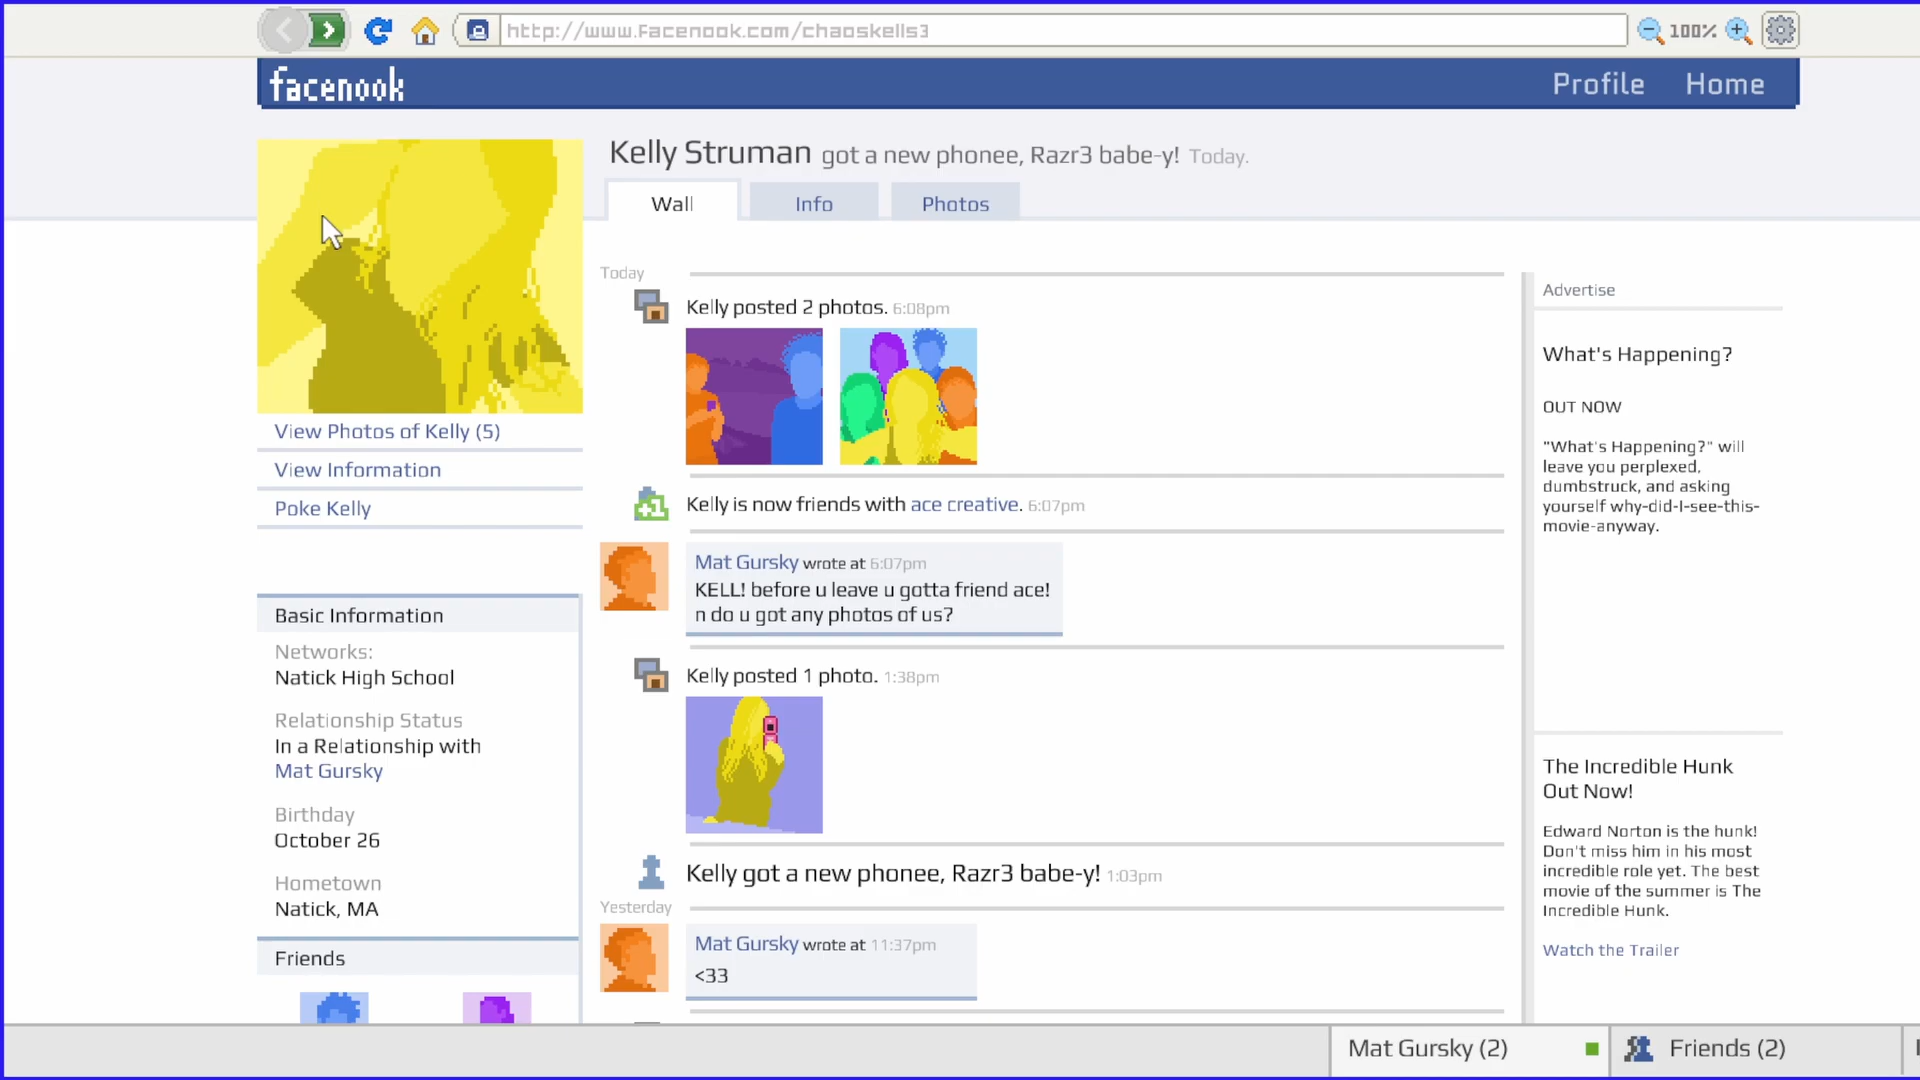 http://www.facenook.com/chaoskells3
100%
facenook
Profile
Home
Kelly Struman got a new phonee, Razr3 babe-y! Today.
Wall
Info
Photos
View Photos of Kelly (5)
View Information
Poke Kelly
Basic Information
Networks:
Natick High School
Relationship Status
In a Relationship with
Mat Gursky
Birthday
October 26
Hometown
Natick, MA
Friends
Today
Kelly posted 2 photos. 6:08pm
Kelly is now friends with ace creative. 6:07pm
Mat Gursky wrote at 6:07pm
KELL! before u leave u gotta friend ace!
n do u got any photos of us?
Kelly posted 1 photo. 1:38pm
Kelly got a new phonee, Razr3 babe-y! 1:03pm
Yesterday
Mat Gursky wrote at 11:37pm
<33
Advertise
What's Happening?
OUT NOW
"What's Happening?" will
leave you perplexed,
dumbstruck, and asking
yourself why-did-I-see-this-
movie-anyway.
The Incredible Hunk
Out Now!
Edward Norton is the hunk!
Don't miss him in his most
incredible role yet. The best
movie of the summer is The
Incredible Hunk.
Watch the Trailer
Mat Gursky (2)
Friends (2)